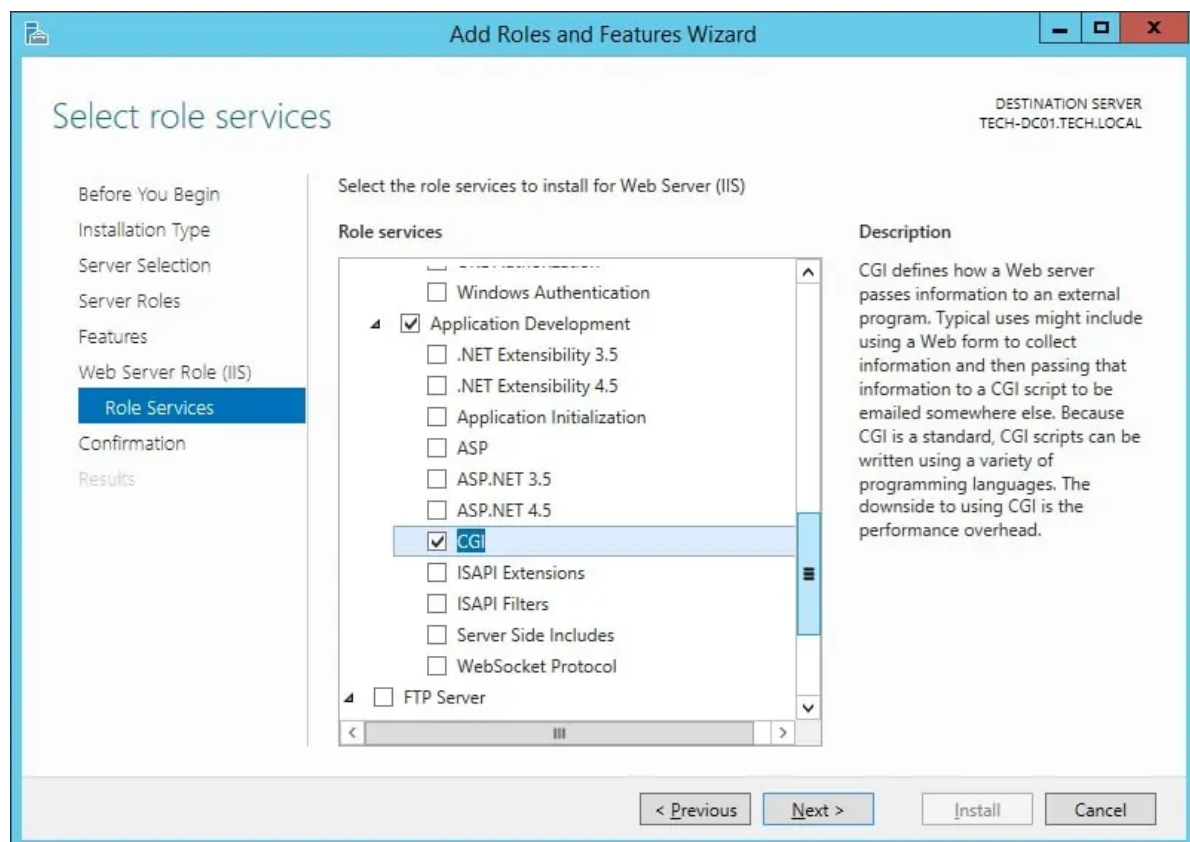 Add Roles and Features Wizard
Select role services
DESTINATION SERVER
TECH-DC01.TECH.LOCAL
Before You Begin
Installation Type
Server Selection
Server Roles
Features
Web Server Role (IIS)
Role Services
Confirmation
Results
Select the role services to install for Web Server (IIS)
Role services
Windows Authentication
Application Development
.NET Extensibility 3.5
.NET Extensibility 4.5
Application Initialization
ASP
ASP.NET 3.5
ASP.NET 4.5
CGI
ISAPI Extensions
ISAPI Filters
Server Side Includes
WebSocket Protocol
FTP Server
Description
CGI defines how a Web server
passes information to an external
program. Typical uses might include
using a Web form to collect
information and then passing that
information to a CGI script to be
emailed somewhere else. Because
CGI is a standard, CGI scripts can be
written using a variety of
programming languages. The
downside to using CGI is the
performance overhead.
< Previous
Next >
Install
Cancel